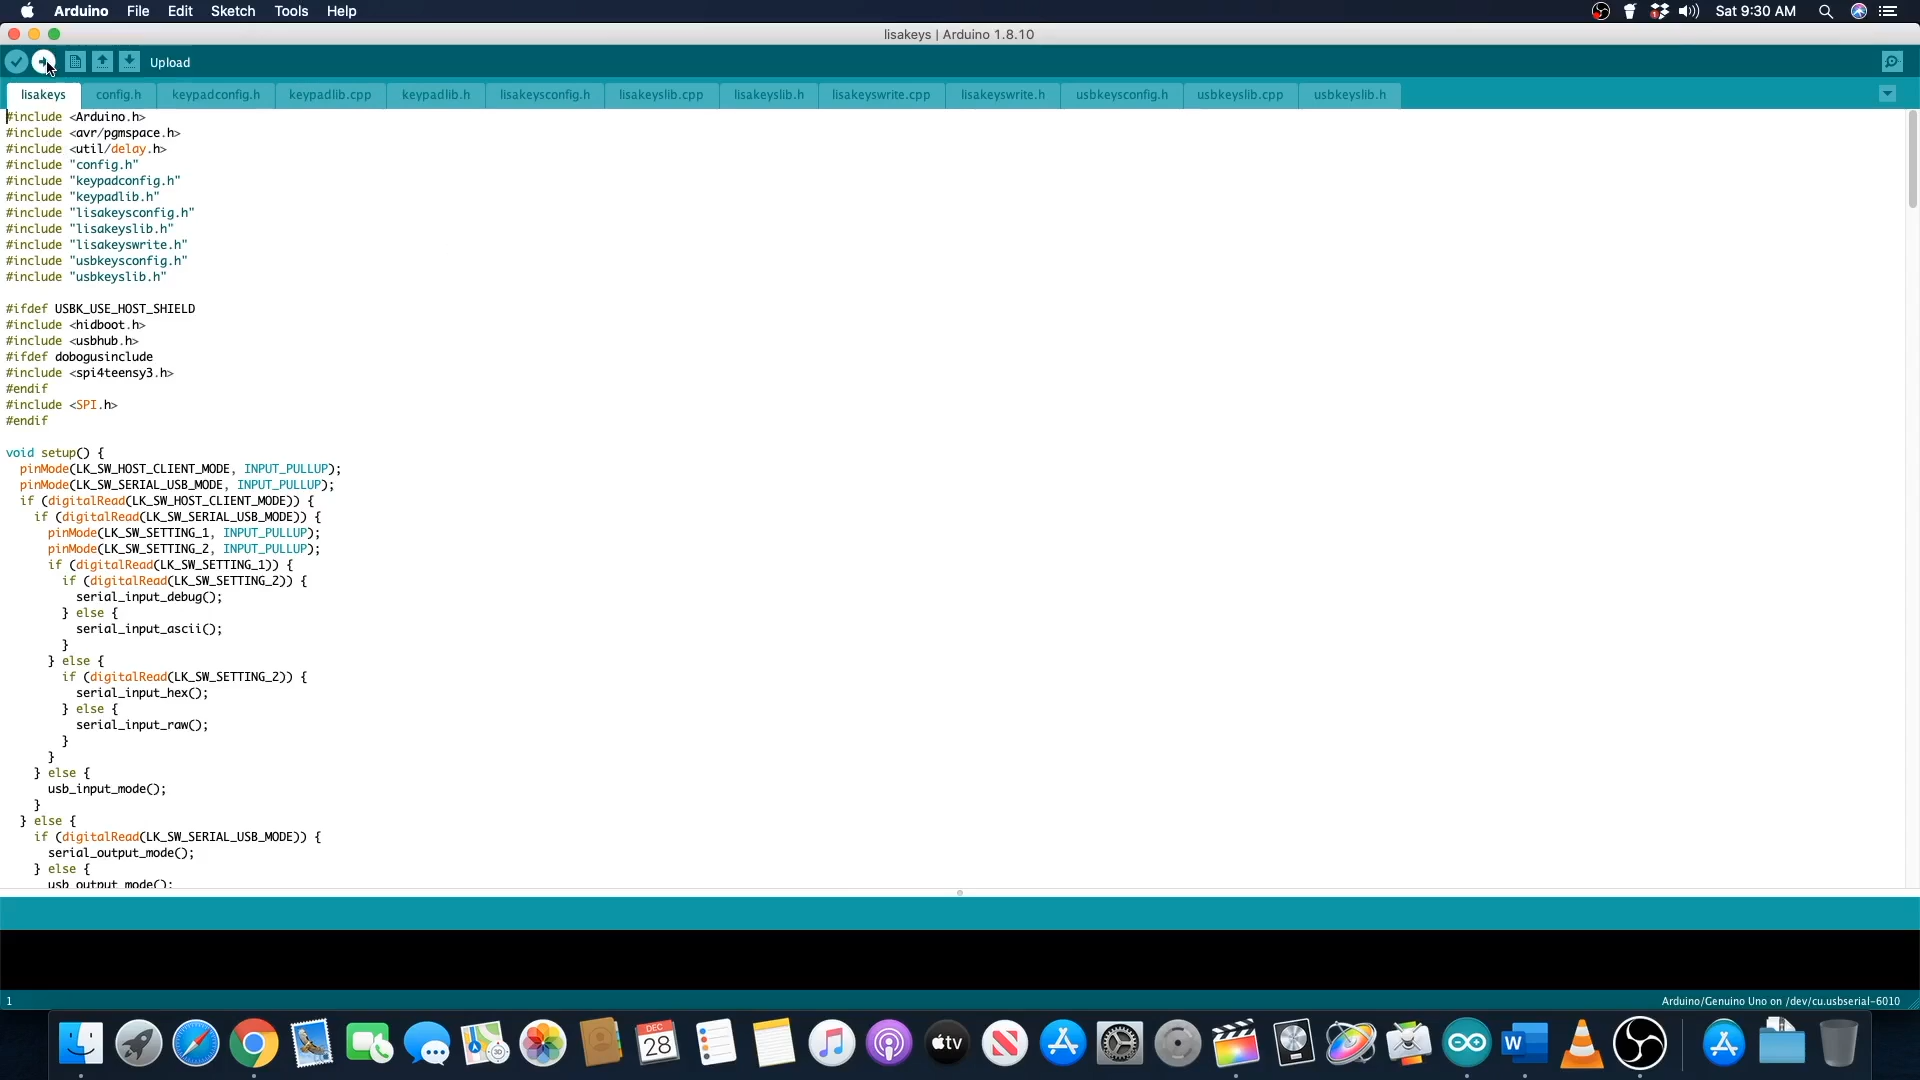 Arduino File Edit Sketch Tools Help Sat 9:30 AM
lisakeys | Arduino 1.8.10
Upload
lisakeys config.h keypadconfig.h keypadlib.cpp keypadlib.h lisakeysconfig.h lisakeyslib.cpp lisakeyslib.h lisakeyswrite.cpp lisakeyswrite.h usbkeysconfig.h usbkeyslib.cpp usbkeyslib.h
#include <Arduino.h>
#include <avr/pgmspace.h>
#include <util/delay.h>
#include "config.h"
#include "keypadconfig.h"
#include "keypadlib.h"
#include "lisakeysconfig.h"
#include "lisakeyslib.h"
#include "lisakeyswrite.h"
#include "usbkeysconfig.h"
#include "usbkeyslib.h"
#ifdef USBK_USE_HOST_SHIELD
#include <hidboot.h>
#include <usbhub.h>
#ifdef dobogusinclude
#include <spi4teensy3.h>
#endif
#include <SPI.h>
#endif
void setup() {
pinMode(LK_SW_HOST_CLIENT_MODE, INPUT_PULLUP);
pinMode(LK_SW_SERIAL_USB_MODE, INPUT_PULLUP);
if (digitalRead(LK_SW_HOST_CLIENT_MODE)) {
if (digitalRead(LK_SW_SERIAL_USB_MODE)) {
pinMode(LK_SW_SETTING_1, INPUT_PULLUP);
pinMode(LK_SW_SETTING_2, INPUT_PULLUP);
if (digitalRead(LK_SW_SETTING_1)) {
if (digitalRead(LK_SW_SETTING_2)) {
serial_input_debug();
} else {
serial_input_ascii();
}
} else {
if (digitalRead(LK_SW_SETTING_2)) {
serial_input_hex();
} else {
serial_input_raw();
}
}
} else {
usb_input_mode();
}
} else {
if (digitalRead(LK_SW_SERIAL_USB_MODE)) {
serial_output_mode();
} else {
usb_output_mode();
1 Arduino/Genuino Uno on /dev/cu.usbserial-6010
DEC
28
3D
tv
W